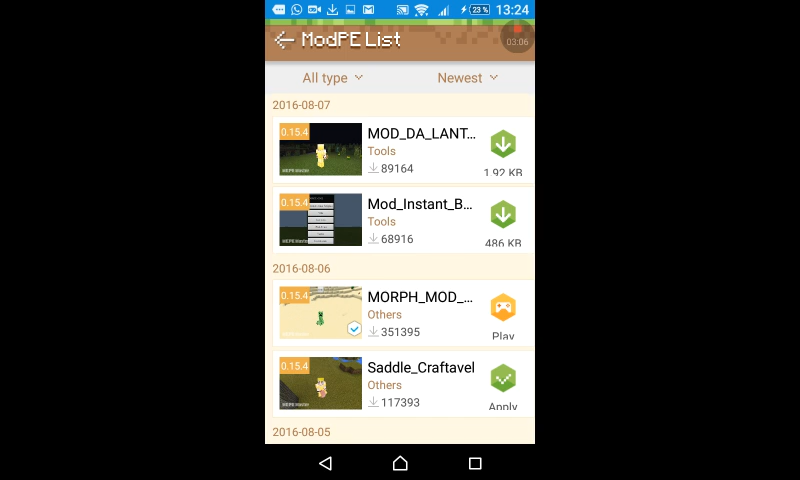 23 % 13:24
ModPE List
03:06
All type Newest
2016-08-07
0.15.4
MOD_DA_LANT...
Tools
89164
1.92 KB
0.15.4
Mod_Instant_B...
Tools
68916
486 KB
2016-08-06
0.15.4
MORPH_MOD_...
Others
351395
Play
0.15.4
Saddle_Craftavel
Others
117393
Apply
2016-08-05